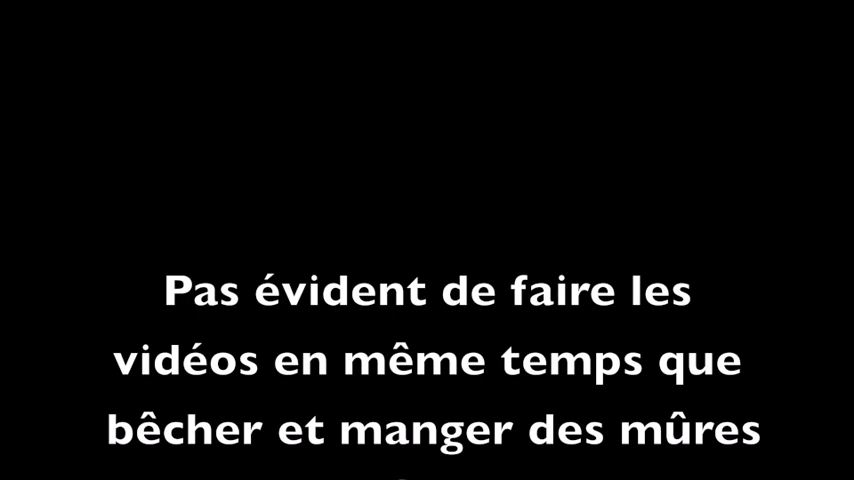 Pas évident de faire les
vidéos en même temps que
bêcher et manger des mûres